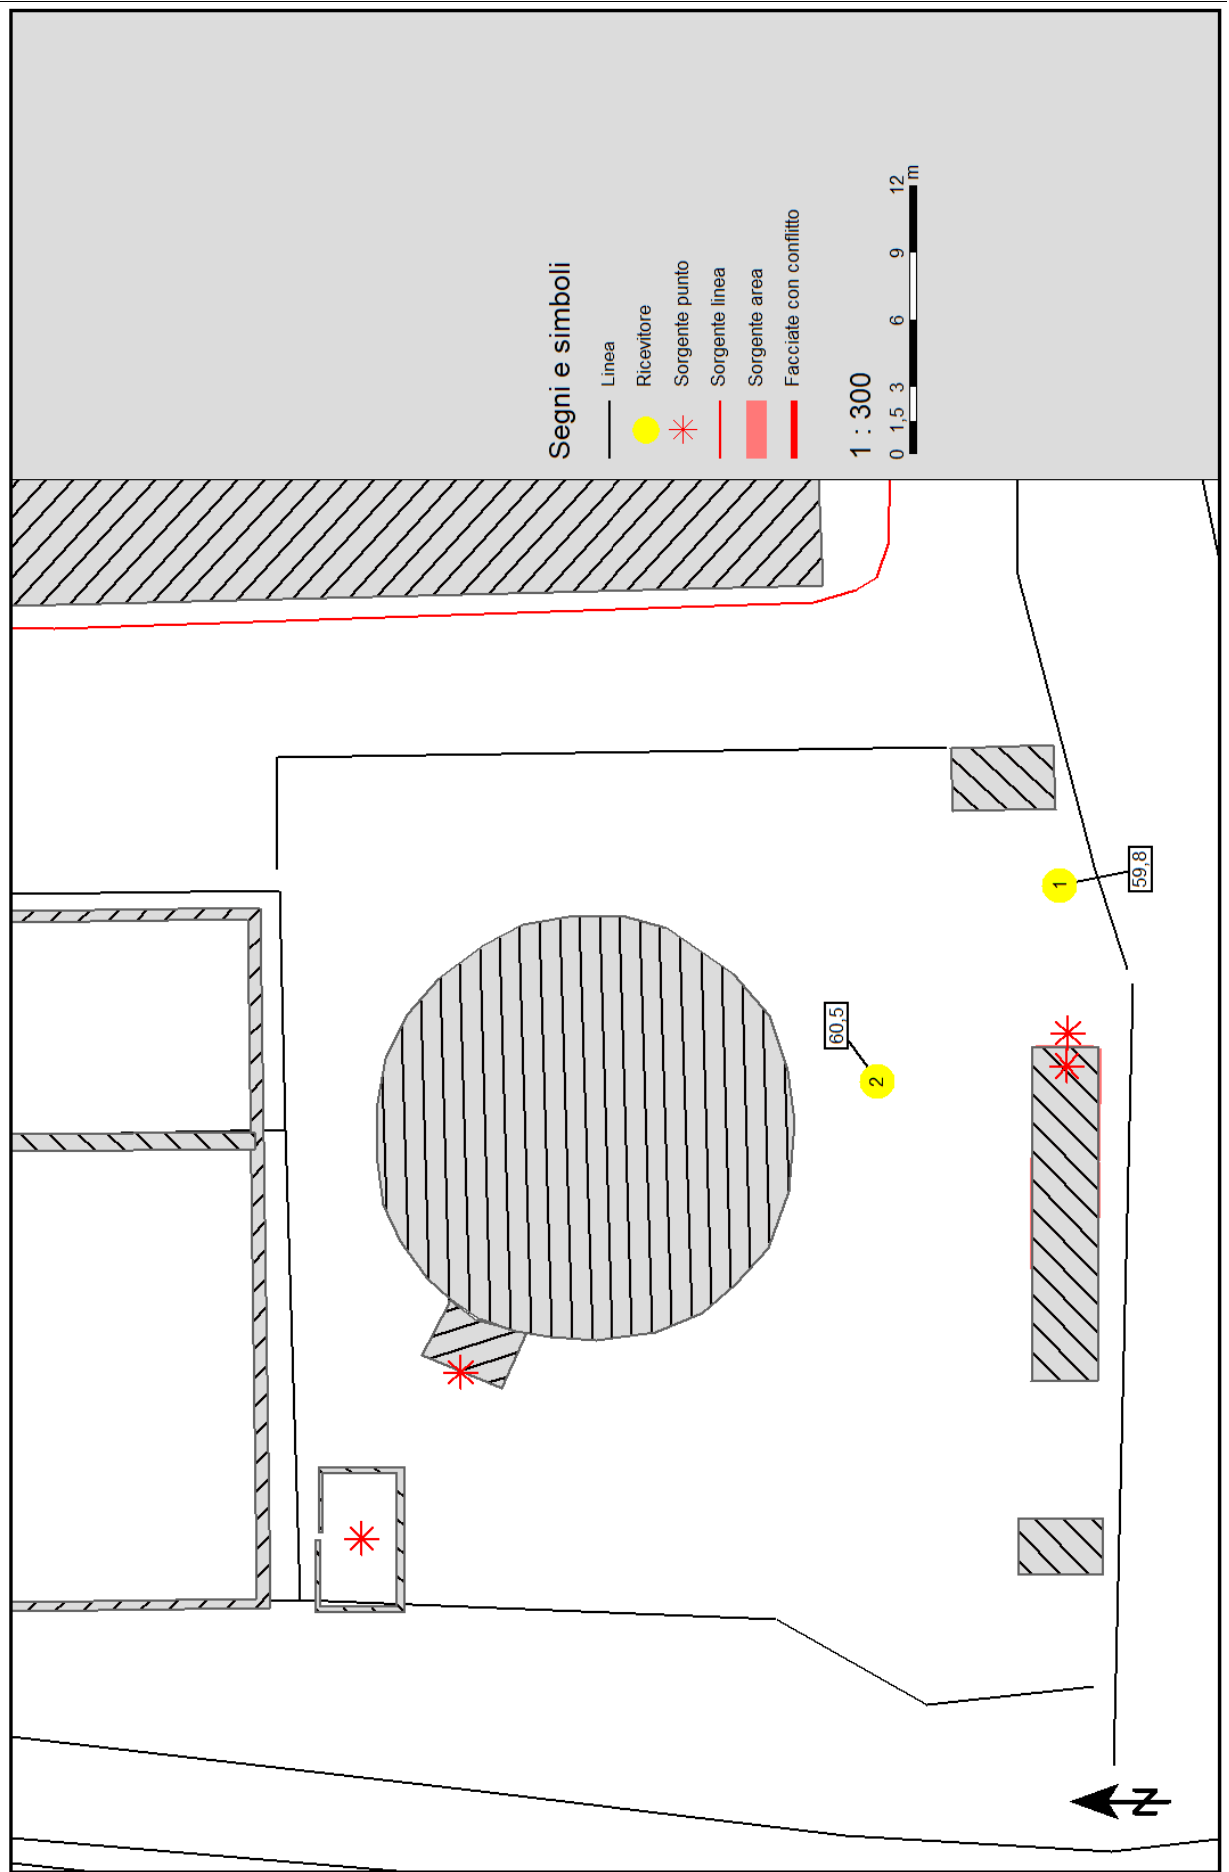 Segni e simboli
Linea
Ricevitore
Sorgente punto
Sorgente linea
Sorgente area
Facciate con conflitto
1 : 300
0 1,5 3 6 9 12
m
60,5
2
1
59,8
N